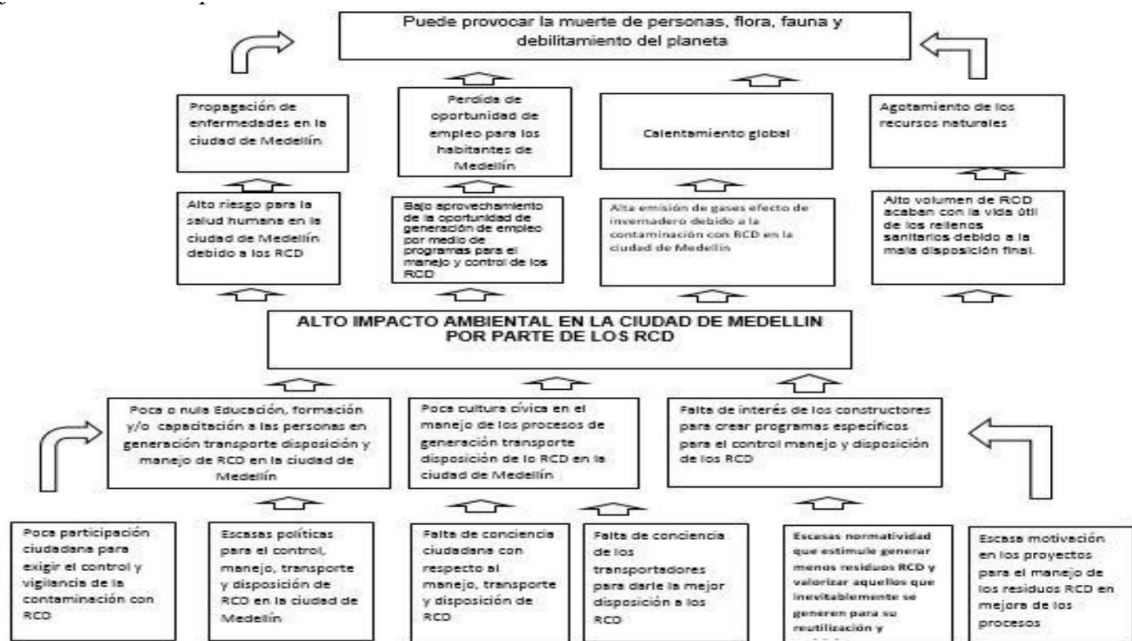 Puede provocar la muerte de personas, flora, fauna y
debilitamiento del planeta
Propagación de
enfermedades en la
ciudad de Medellín
Perdida de
oportunidad de
empleo para los
habitantes de
Medellín
Calentamiento global
Agotamiento de los
recursos naturales
Alto riesgo para la
salud humana en la
ciudad de Medellín
debido a los RCD
Bajo aprovechamiento
de la oportunidad de
generación de empleo
por medio de
programas para el
manejo y control de los
RCD
Alta emisión de gases efecto de
invernadero debido a la
contaminación con RCD en la
ciudad de Medellín
Alto volumen de RCD
acaban con la vida útil
de los rellenos
sanitarios debido a la
mala disposición final.
ALTO IMPACTO AMBIENTAL EN LA CIUDAD DE MEDELLIN
POR PARTE DE LOS RCD
Poca o nula Educación, formación
y/o capacitación a las personas en
generación transporte disposición y
manejo de RCD en la ciudad de
Medellín
Poca cultura cívica en el
manejo de los procesos de
generación transporte
disposición de lo RCD en la
ciudad de Medellín
Falta de interés de los constructores
para crear programas específicos
para el control manejo y disposición
de los RCD
Poca participación
ciudadana para
exigir el control y
vigilancia de la
contaminación con
RCD
Escasas políticas
para el control,
manejo, transporte
y disposición de
RCD en la ciudad de
Medellín
Falta de conciencia
ciudadana con
respecto al
manejo, transporte
y disposición de
RCD
Falta de conciencia
de los
transportadores
para darle la mejor
disposición a los
RCD
Escasas normatividad
que estimule generar
menos residuos RCD y
valorizar aquellos que
inevitablemente se
generen para su
reutilización y
Escasa motivación
en los proyectos
para el manejo de
los residuos RCD en
mejora de los
procesos